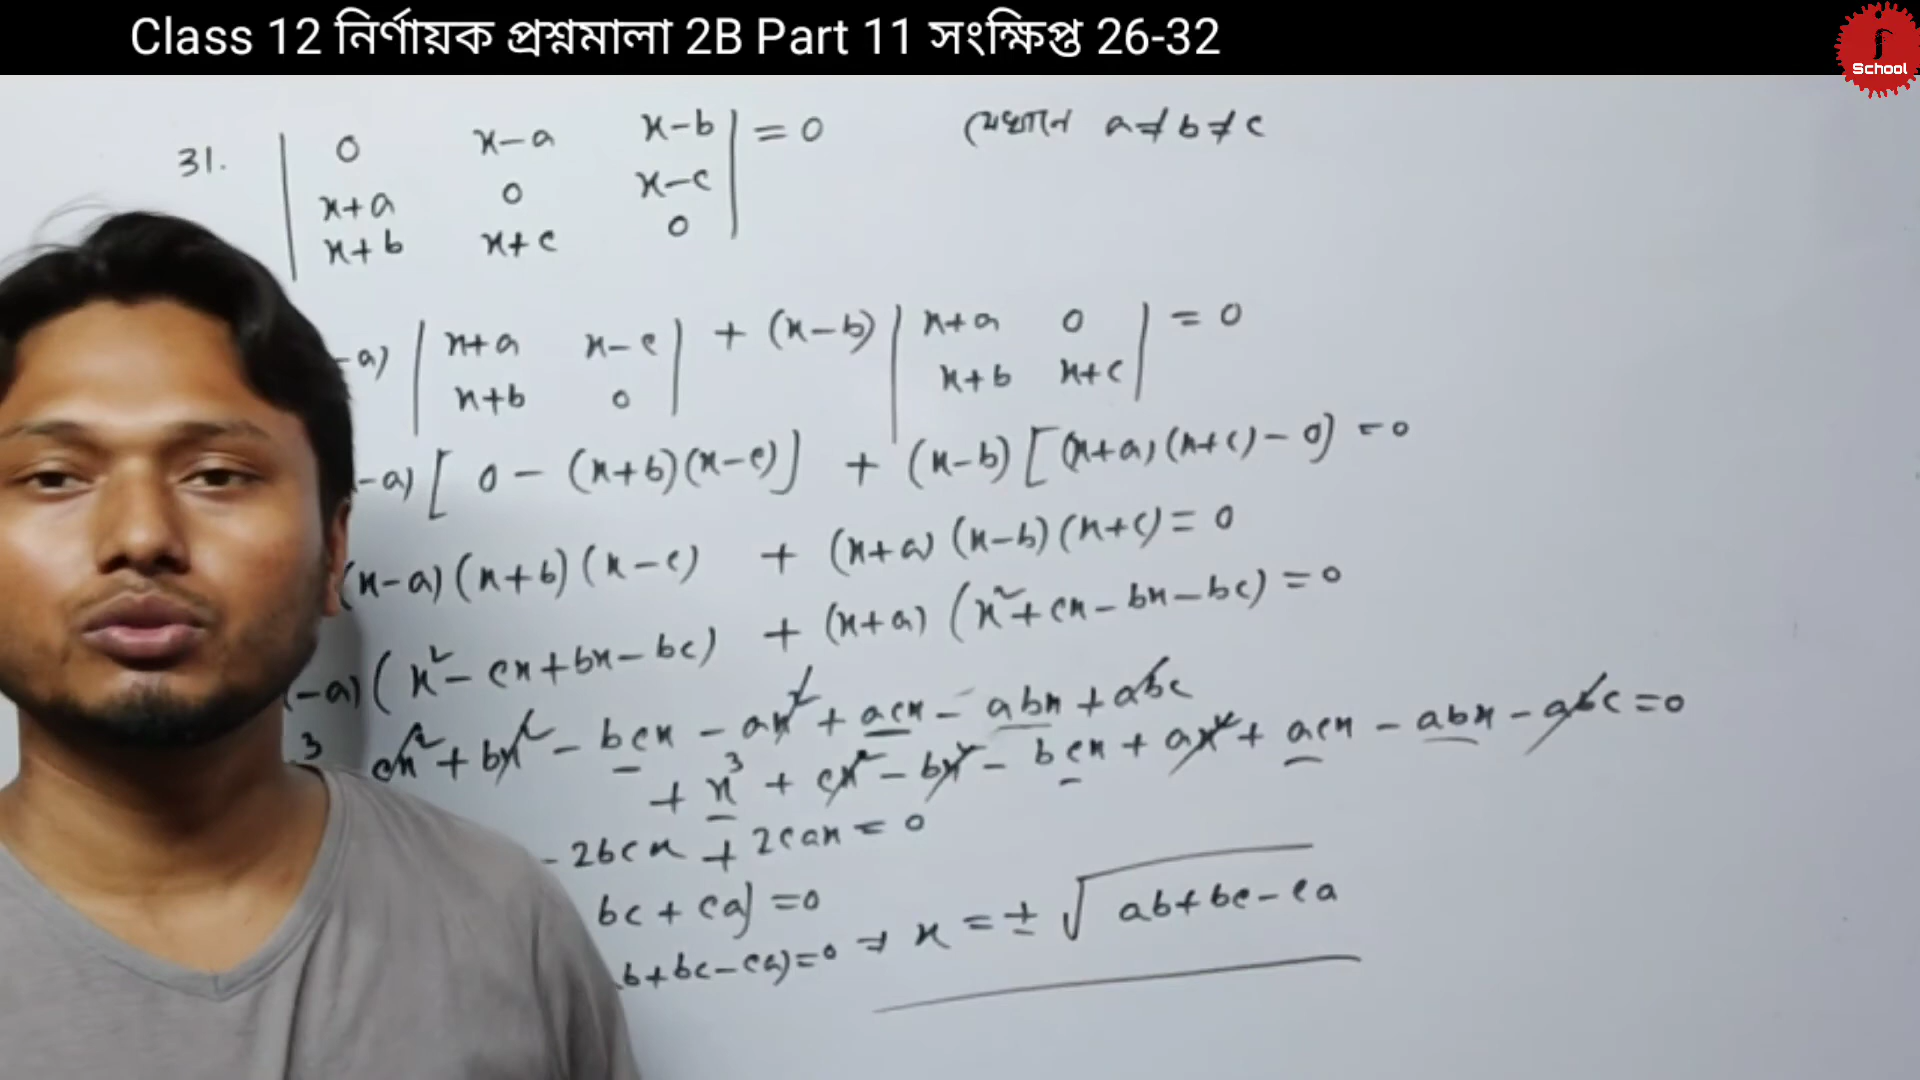 Class 12 নির্ণায়ক প্রশ্নমালা 2B Part 11 সংক্ষিপ্ত 26-32
School
31. | 0 x-a x-b | = 0 যেখানে a≠b≠c
x+a 0 x-c
x+b x+c 0
-a) | x+a x-c | + (x-b) | x+a 0 | = 0
x+b 0 x+b x+c
-a) [ 0 - (x+b)(x-c) ] + (x-b) [ (x+a)(x+c) - 0 ] = 0
(x-a)(x+b)(x-c) + (x+a)(x-b)(x+c) = 0
-a) (x² - cx + bx - bc) + (x+a) (x² + cx - bx - bc) = 0
3 cx² + bx² - bcx - ax² + acx - abx + abc
+ x³ + cx² - bx² - bcx + ax² + acx - abx - abc = 0
- 2bcx + 2cax = 0
bc + ca) = 0
b + bc - ca) = 0 ⇒ x = ± √ ab + bc - ca